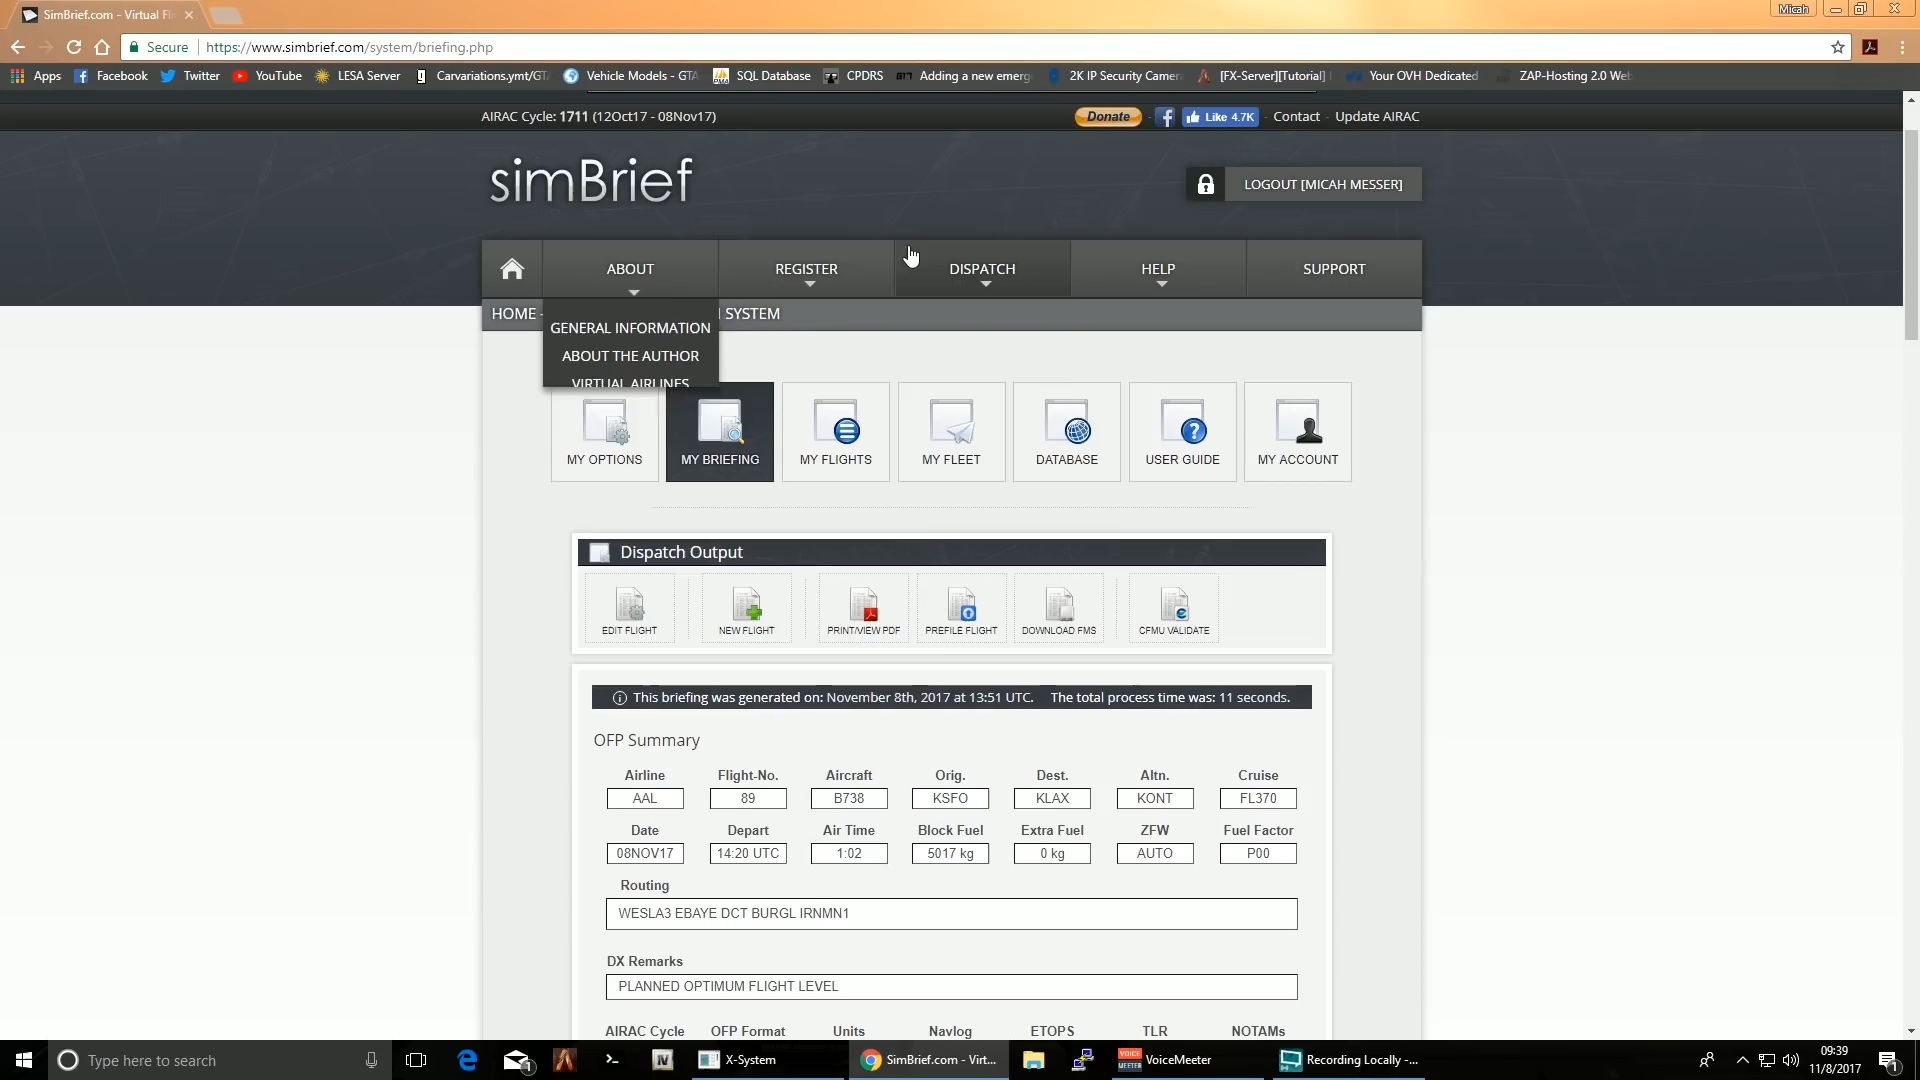 SimBrief.com - Virtual Fli
Micah
Secure https://www.simbrief.com/system/briefing.php
Apps Facebook Twitter YouTube LESA Server Carvariations.ymt/GTA Vehicle Models - GTA SQL Database CPDRS Adding a new emerg 2K IP Security Camera [FX-Server][Tutorial] Your OVH Dedicated ZAP-Hosting 2.0 Web
AIRAC Cycle: 1711 (12Oct17 - 08Nov17) Donate Like 4.7K Contact - Update AIRAC
simBrief
LOGOUT [MICAH MESSER]
ABOUT REGISTER DISPATCH HELP SUPPORT
HOME - SYSTEM
GENERAL INFORMATION
ABOUT THE AUTHOR
VIRTUAL AIRLINES
MY OPTIONS MY BRIEFING MY FLIGHTS MY FLEET DATABASE USER GUIDE MY ACCOUNT
Dispatch Output
EDIT FLIGHT NEW FLIGHT PRINT/VIEW PDF PREFILE FLIGHT DOWNLOAD FMS CFMU VALIDATE
This briefing was generated on: November 8th, 2017 at 13:51 UTC. The total process time was: 11 seconds.
OFP Summary
Airline Flight-No. Aircraft Orig. Dest. Altn. Cruise
AAL 89 B738 KSFO KLAX KONT FL370
Date Depart Air Time Block Fuel Extra Fuel ZFW Fuel Factor
08NOV17 14:20 UTC 1:02 5017 kg 0 kg AUTO P00
Routing
WESLA3 EBAYE DCT BURGL IRNMN1
DX Remarks
PLANNED OPTIMUM FLIGHT LEVEL
AIRAC Cycle OFP Format Units Navlog ETOPS TLR NOTAMs
Type here to search X-System SimBrief.com - Virt... VoiceMeeter Recording Locally -...
09:39
11/8/2017